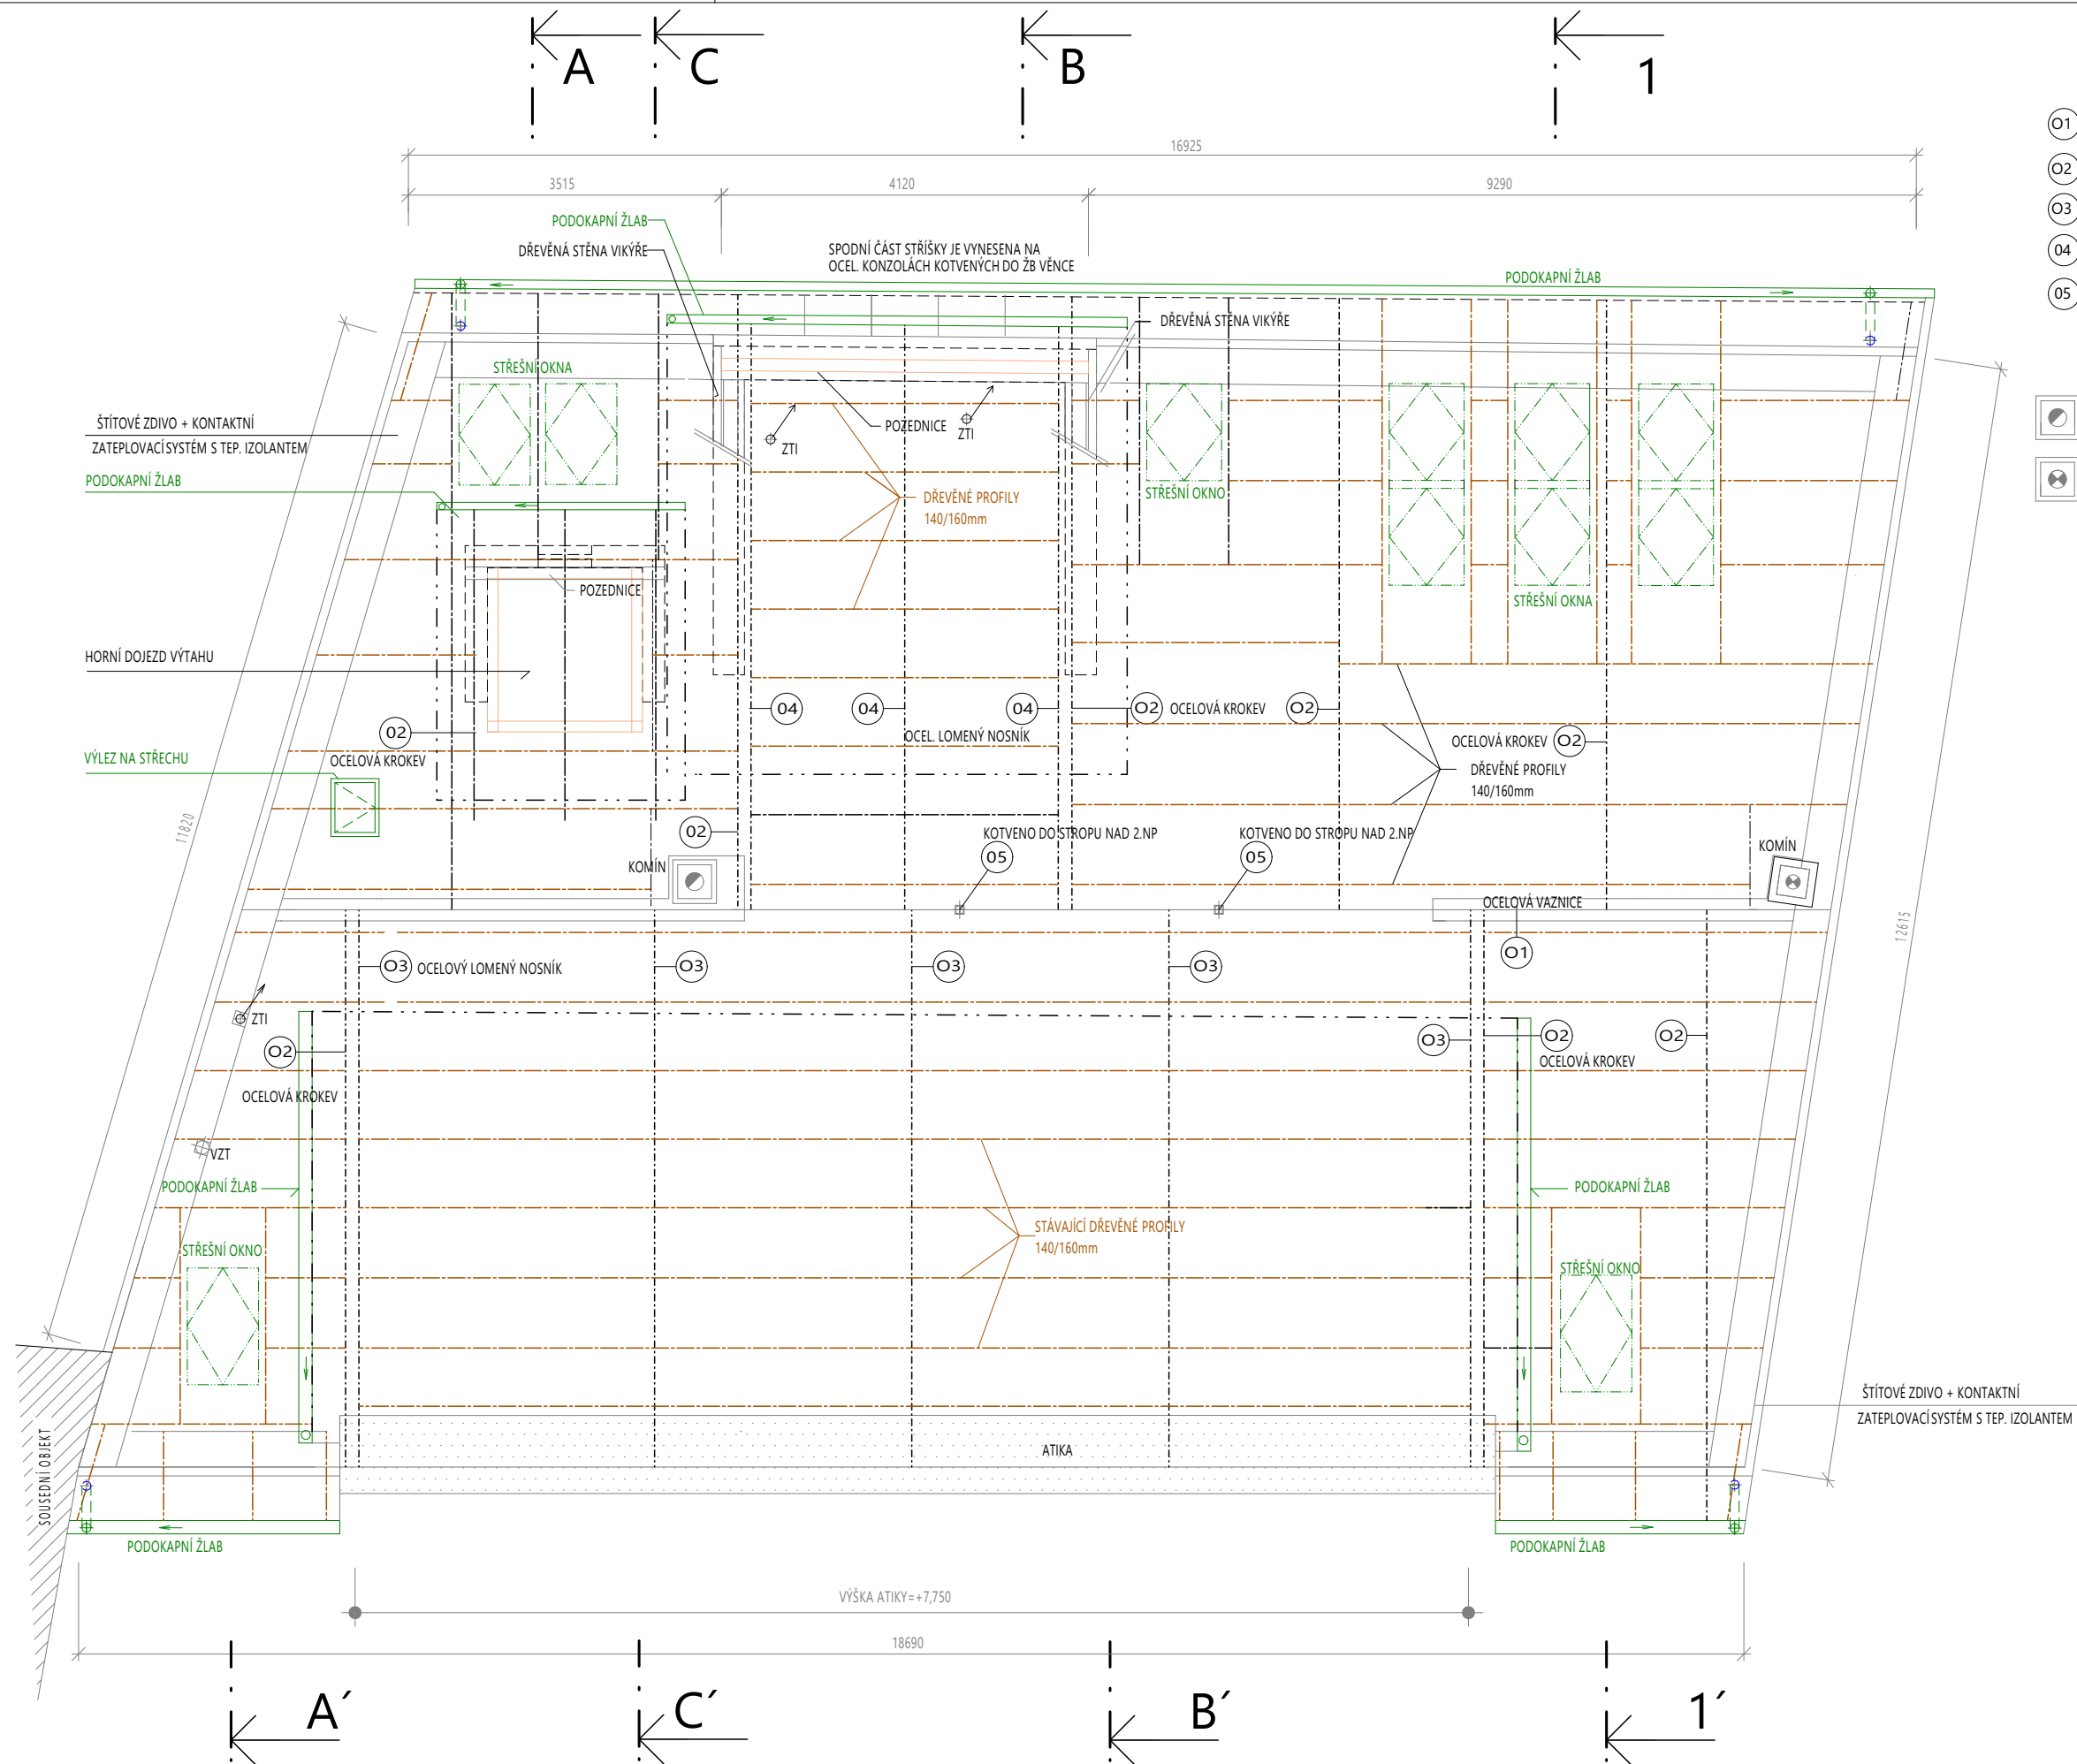 A
C
B
1
16925
3515
4120
9290
O1
O2
O3
04
05
PODOKAPNÍ ŽLAB
DŘEVĚNÁ STĚNA VIKÝŘE
SPODNÍ ČÁST STŘÍŠKY JE VYNESENA NA
OCEL. KONZOLÁCH KOTVENÝCH DO ŽB VĚNCE
PODOKAPNÍ ŽLAB
DŘEVĚNÁ STĚNA VIKÝŘE
STŘEŠNÍ OKNA
ŠTÍTOVÉ ZDIVO + KONTAKTNÍ
ZATEPLOVACÍ SYSTÉM S TEP. IZOLANTEM
POZEDNICE
ZTI
ZTI
PODOKAPNÍ ŽLAB
DŘEVĚNÉ PROFILY
140/160mm
STŘEŠNÍ OKNO
POZEDNICE
STŘEŠNÍ OKNA
HORNÍ DOJEZD VÝTAHU
04
04
04
O2
OCELOVÁ KROKEV
O2
02
OCEL. LOMENÝ NOSNÍK
OCELOVÁ KROKEV
O2
VÝLEZ NA STŘECHU
OCELOVÁ KROKEV
DŘEVĚNÉ PROFILY
140/160mm
11820
02
KOTVENO DO STROPU NAD 2.NP
KOTVENO DO STROPU NAD 2.NP
KOMÍN
05
05
KOMÍN
OCELOVÁ VAZNICE
12615
O1
O3
OCELOVÝ LOMENÝ NOSNÍK
O3
O3
O3
ZTI
O2
O3
O2
O2
OCELOVÁ KROKEV
OCELOVÁ KROKEV
VZT
PODOKAPNÍ ŽLAB
PODOKAPNÍ ŽLAB
STÁVAJÍCÍ DŘEVĚNÉ PROFILY
140/160mm
STŘEŠNÍ OKNO
STŘEŠNÍ OKNO
ŠTÍTOVÉ ZDIVO + KONTAKTNÍ
ZATEPLOVACÍ SYSTÉM S TEP. IZOLANTEM
ATIKA
SOUSEDNÍ OBJEKT
PODOKAPNÍ ŽLAB
PODOKAPNÍ ŽLAB
VÝŠKA ATIKY=+7,750
18690
A´
C´
B´
1´